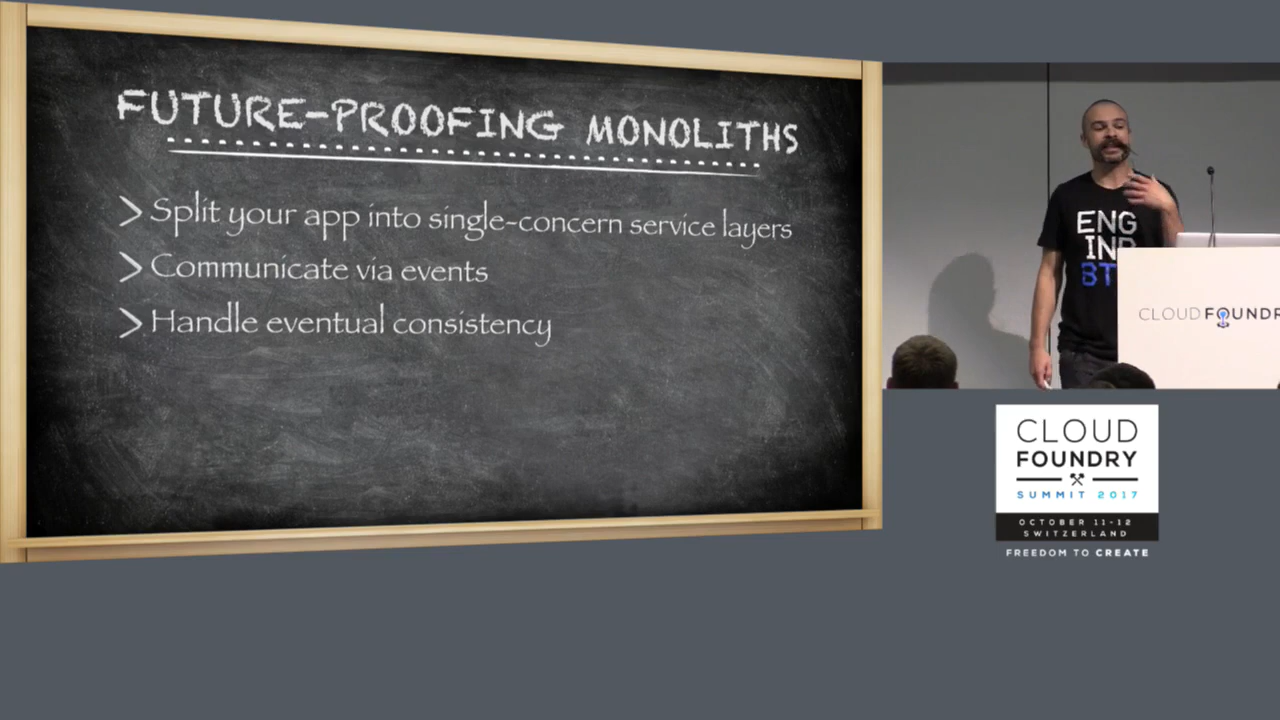 FUTURE-PROOFING MONOLITHS
> Split your app into single-concern service layers
> Communicate via events
> Handle eventual consistency
ENG
BT
CLOUD FOUNDR
CLOUD
FOUNDRY
SUMMIT 2017
OCTOBER 11-12
SWITZERLAND
FREEDOM TO CREATE